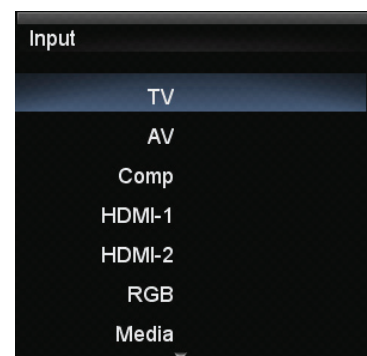 Input
TV
AV
Comp
HDMI-1
HDMI-2
RGB
Media